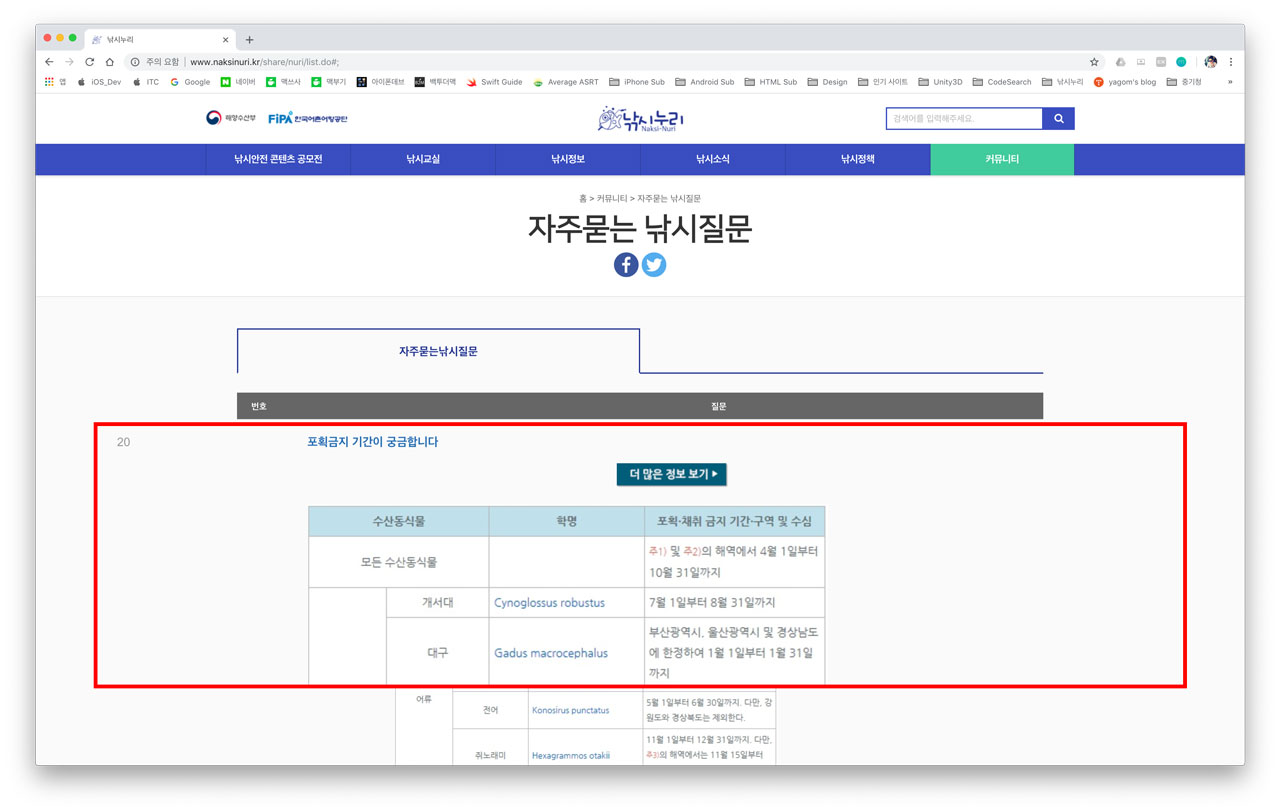 낚시누리
주의 요함 | www.naksinuri.kr/share/nuri/list.do#;
앱 iOS_Dev ITC Google 네이버 맥쓰사 맥부기 아이폰데브 백투더맥 Swift Guide Average ASRT iPhone Sub Android Sub HTML Sub Design 인기 사이트 Unity3D CodeSearch 낚시누리 yagom's blog 중기청 »
해양수산부 FiPA 한국어촌어항공단 낚시누리 검색어를 입력해주세요.
Naksi-Nuri
낚시안전 콘텐츠 공모전 낚시교실 낚시정보 낚시소식 낚시정책 커뮤니티
홈 > 커뮤니티 > 자주묻는 낚시질문
자주묻는 낚시질문
자주묻는낚시질문
번호 질문
20 포획금지 기간이 궁금합니다
더 많은 정보 보기
수산동식물 학명 포획·채취 금지 기간·구역 및 수심
모든 수산동식물 주1) 및 주2)의 해역에서 4월 1일부터
10월 31일까지
개서대 Cynoglossus robustus 7월 1일부터 8월 31일까지
대구 Gadus macrocephalus 부산광역시, 울산광역시 및 경상남도
에 한정하여 1월 1일부터 1월 31일
까지
어류 전어 Konosirus punctatus 5월 1일부터 6월 30일까지. 다만, 강
원도와 경상북도는 제외한다.
쥐노래미 Hexagrammos otakii 11월 1일부터 12월 31일까지. 다만,
주3)의 해역에서는 11월 15일부터